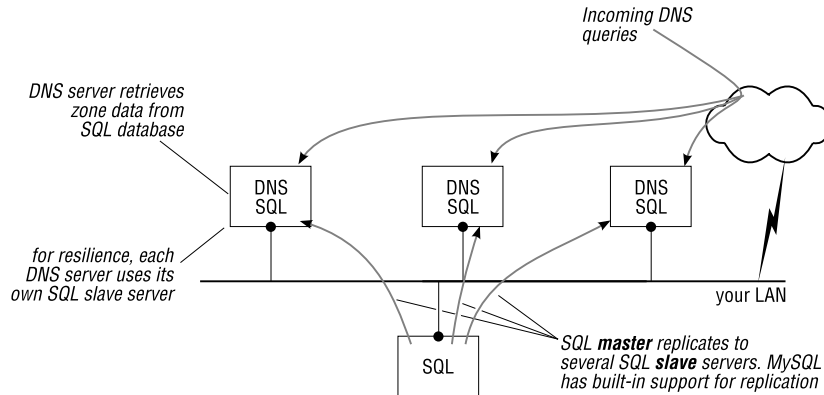 Incoming DNS
queries
DNS server retrieves
zone data from
SQL database
DNS
SQL
DNS
SQL
DNS
SQL
for resilience, each
DNS server uses its
own SQL slave server
your LAN
SQL
SQL master replicates to
several SQL slave servers. MySQL
has built-in support for replication